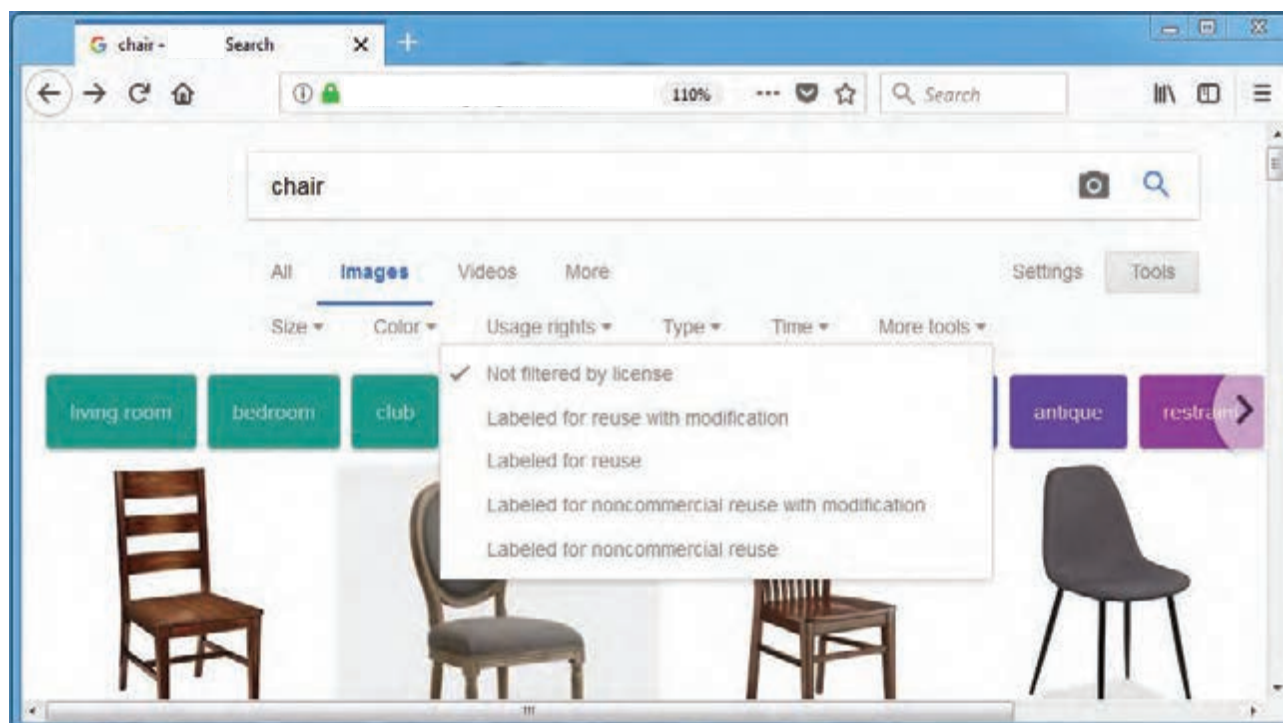 chair - Search
110% Search
chair
All Images Videos More Settings Tools
Size Color Usage rights Type Time More tools
Not filtered by license
living room bedroom club antique
Labeled for reuse with modification
Labeled for reuse
Labeled for noncommercial reuse with modification
Labeled for noncommercial reuse